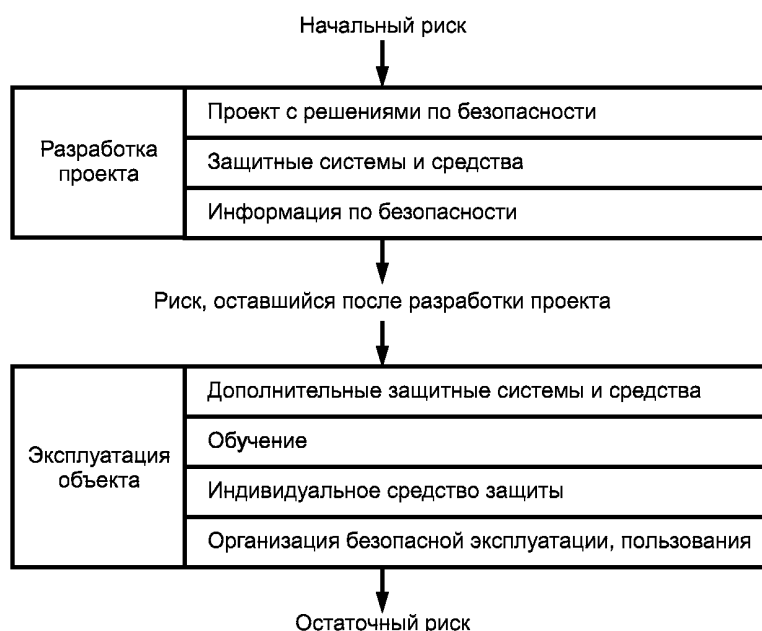 Начальный риск
Разработка
проекта
Проект с решениями по безопасности
Защитные системы и средства
Информация по безопасности
Риск, оставшийся после разработки проекта
Эксплуатация
объекта
Дополнительные защитные системы и средства
Обучение
Индивидуальное средство защиты
Организация безопасной эксплуатации, пользования
Остаточный риск